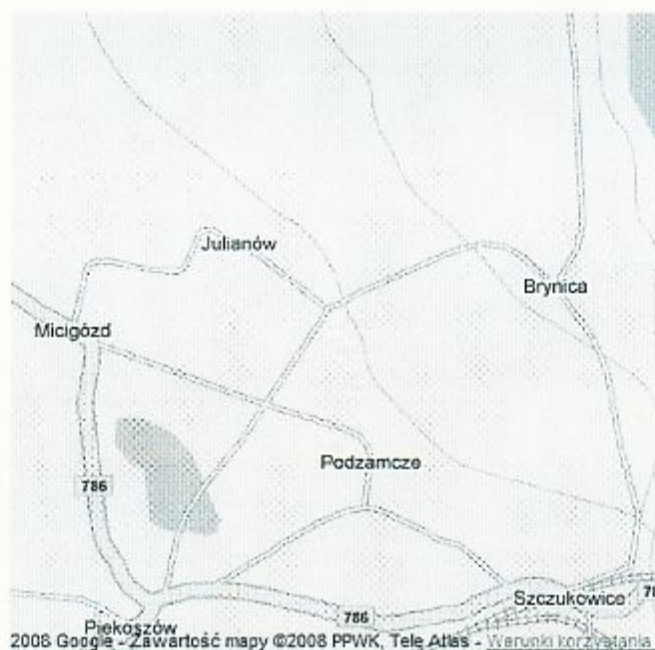 Julianów
Brynica
Micigózd
Podzamcze
786
Szczukowice
786
Piekoszów
2008 Google - Zawartość mapy ©2008 PPWK, Tele Atlas - Warunki korzystania